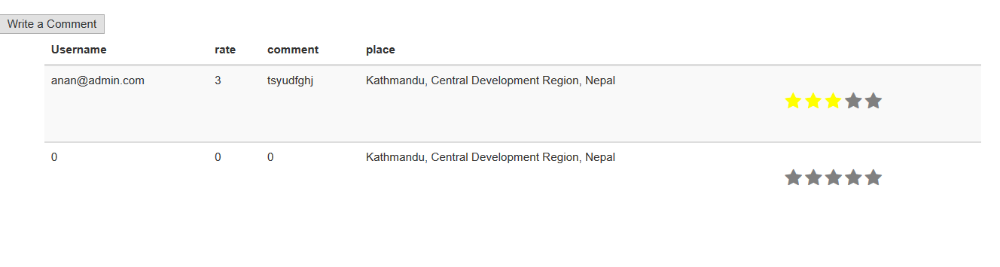 Write a Comment
Username rate comment place
anan@admin.com 3 tsyudfghj Kathmandu, Central Development Region, Nepal
0 0 0 Kathmandu, Central Development Region, Nepal